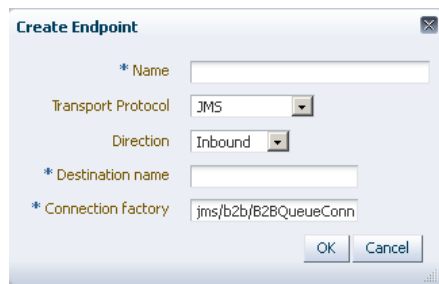 Create Endpoint
* Name
Transport Protocol JMS
Direction Inbound
* Destination name
* Connection factory jms/b2b/B2BQueueConn
OK Cancel